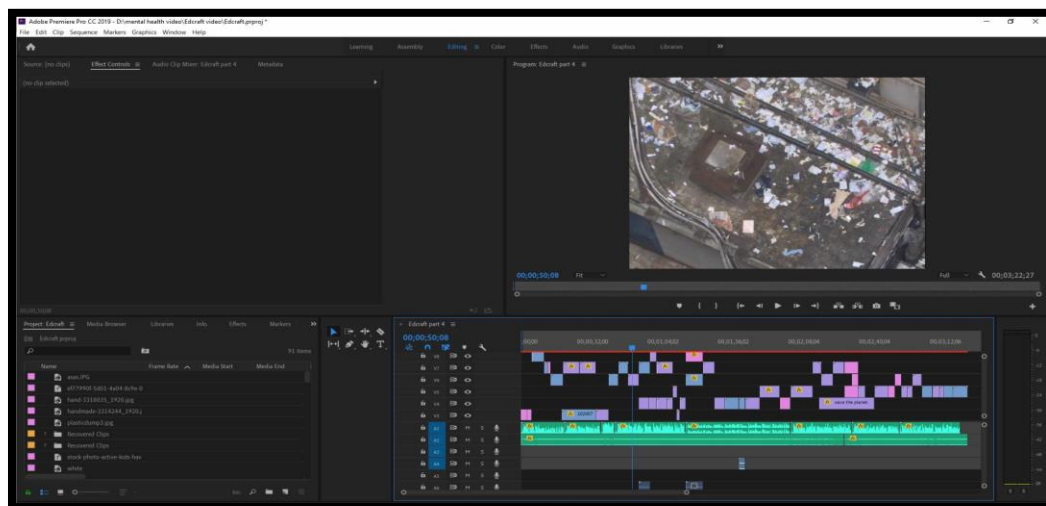 Adobe Premiere Pro CC 2019 - D:\mental health video\Edcraft video\Edcraft.prproj *
File Edit Clip Sequence Markers Graphics Window Help
Learning Assembly Editing Color Effects Audio Graphics Libraries
Source: (no clips) Effect Controls Audio Clip Mixer: Edcraft part 4 Metadata
Program: Edcraft part 4
(no clip selected)
00;00;50;08 Fit Full 00;03;22;27
Project: Edcraft Media Browser Libraries Info Effects Markers
Edcraft.prproj
91 items
Name Frame Rate Media Start Media End
hand-3318035_1920.jpg
plasticdump3.jpg
Recovered Clips
Recovered Clips
stock-photo-active-kids-hav
white
Edcraft part 4
00;00;50;08
;00;00 00;00;32;00 00;01;04;02 00;01;36;02 00;02;08;04 00;02;40;04 00;03;12;06
save the planet